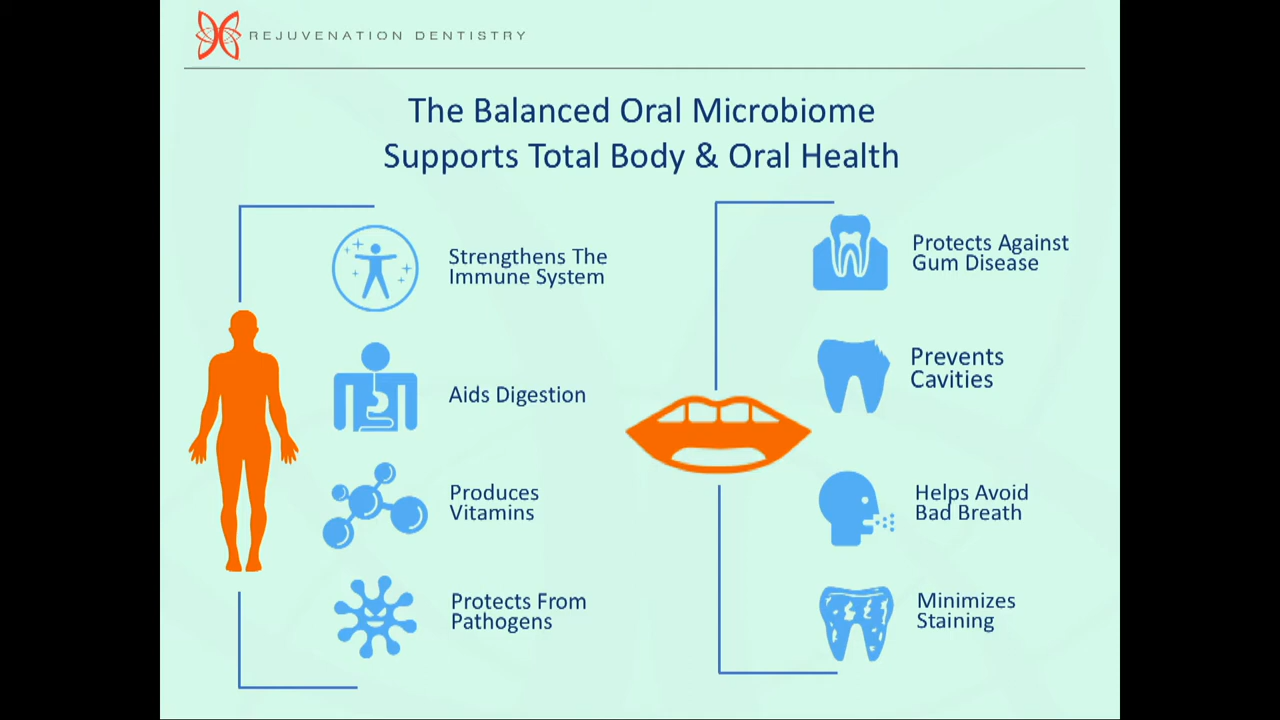 REJUVENATION DENTISTRY
The Balanced Oral Microbiome
Supports Total Body & Oral Health
Strengthens The
Immune System
Aids Digestion
Produces
Vitamins
Protects From
Pathogens
Protects Against
Gum Disease
Prevents
Cavities
Helps Avoid
Bad Breath
Minimizes
Staining